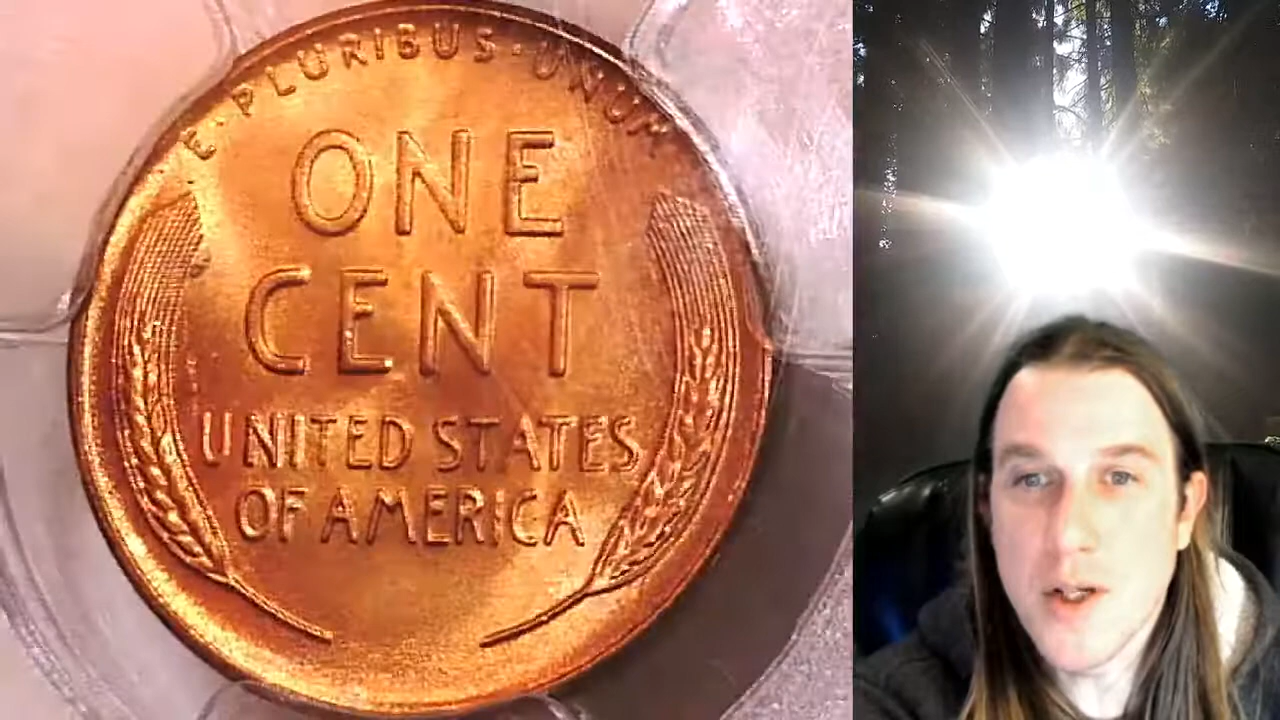 E·PLURIBUS·UNUM
ONE
CENT
UNITED STATES
OF AMERICA